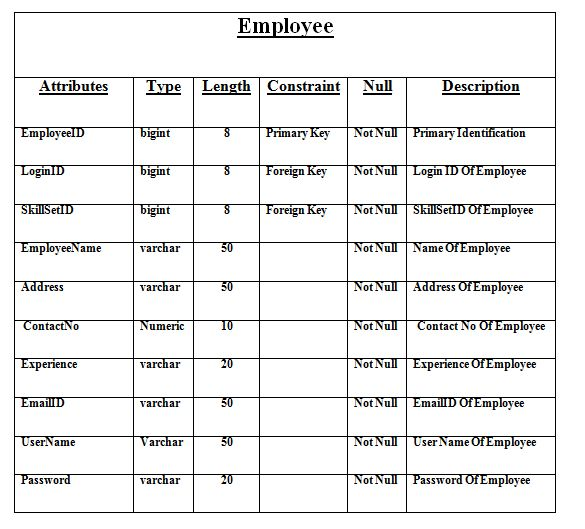 Employee
Attributes Type Length Constraint Null Description
EmployeeID bigint 8 Primary Key Not Null Primary Identification
LoginID bigint 8 Foreign Key Not Null Login ID Of Employee
SkillSetID bigint 8 Foreign Key Not Null SkillSetID Of Employee
EmployeeName varchar 50 Not Null Name Of Employee
Address varchar 50 Not Null Address Of Employee
ContactNo Numeric 10 Not Null Contact No Of Employee
Experience varchar 20 Not Null Experience Of Employee
EmailID varchar 50 Not Null EmailID Of Employee
UserName Varchar 50 Not Null User Name Of Employee
Password varchar 20 Not Null Password Of Employee